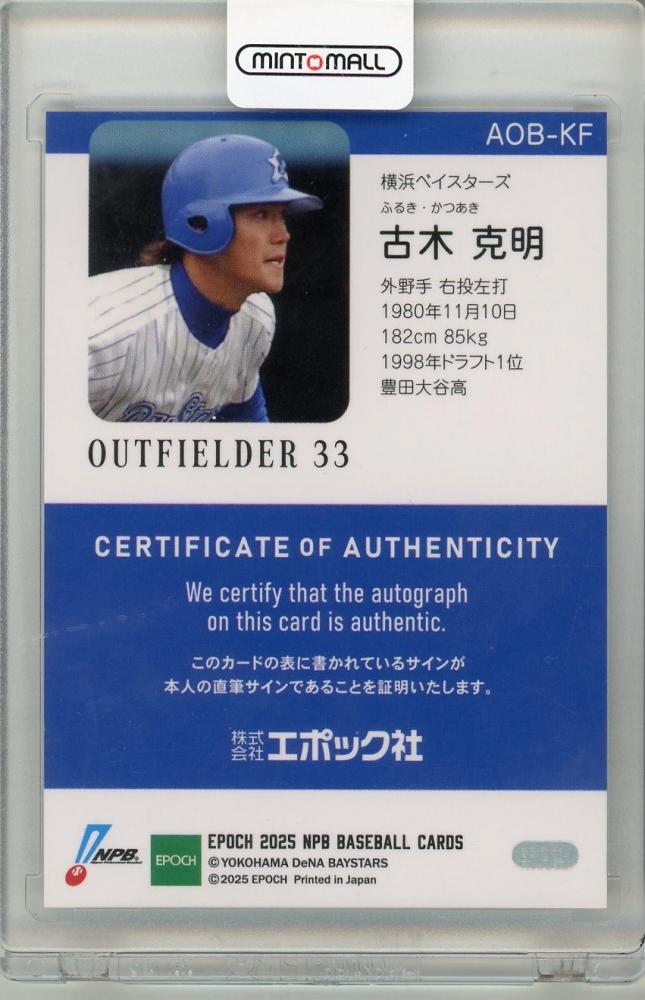 MINT MALL
AOB-KF
横浜ベイスターズ
ふるき・かつあき
古木 克明
外野手 右投左打
1980年11月10日
182cm 85kg
1998年ドラフト1位
豊田大谷高
OUTFIELDER 33
CERTIFICATE OF AUTHENTICITY
We certify that the autograph
on this card is authentic.
このカードの表に書かれているサインが
本人の直筆サインであることを証明いたします。
株式会社エポック社
NPB
EPOCH
EPOCH 2025 NPB BASEBALL CARDS
©YOKOHAMA DeNA BAYSTARS
©2025 EPOCH Printed in Japan